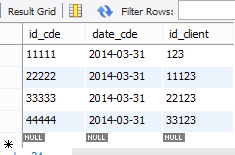 Result Grid Filter Rows:
id_cde date_cde id_client
11111 2014-03-31 123
22222 2014-03-31 11123
33333 2014-03-31 22123
44444 2014-03-31 33123
NULL NULL NULL